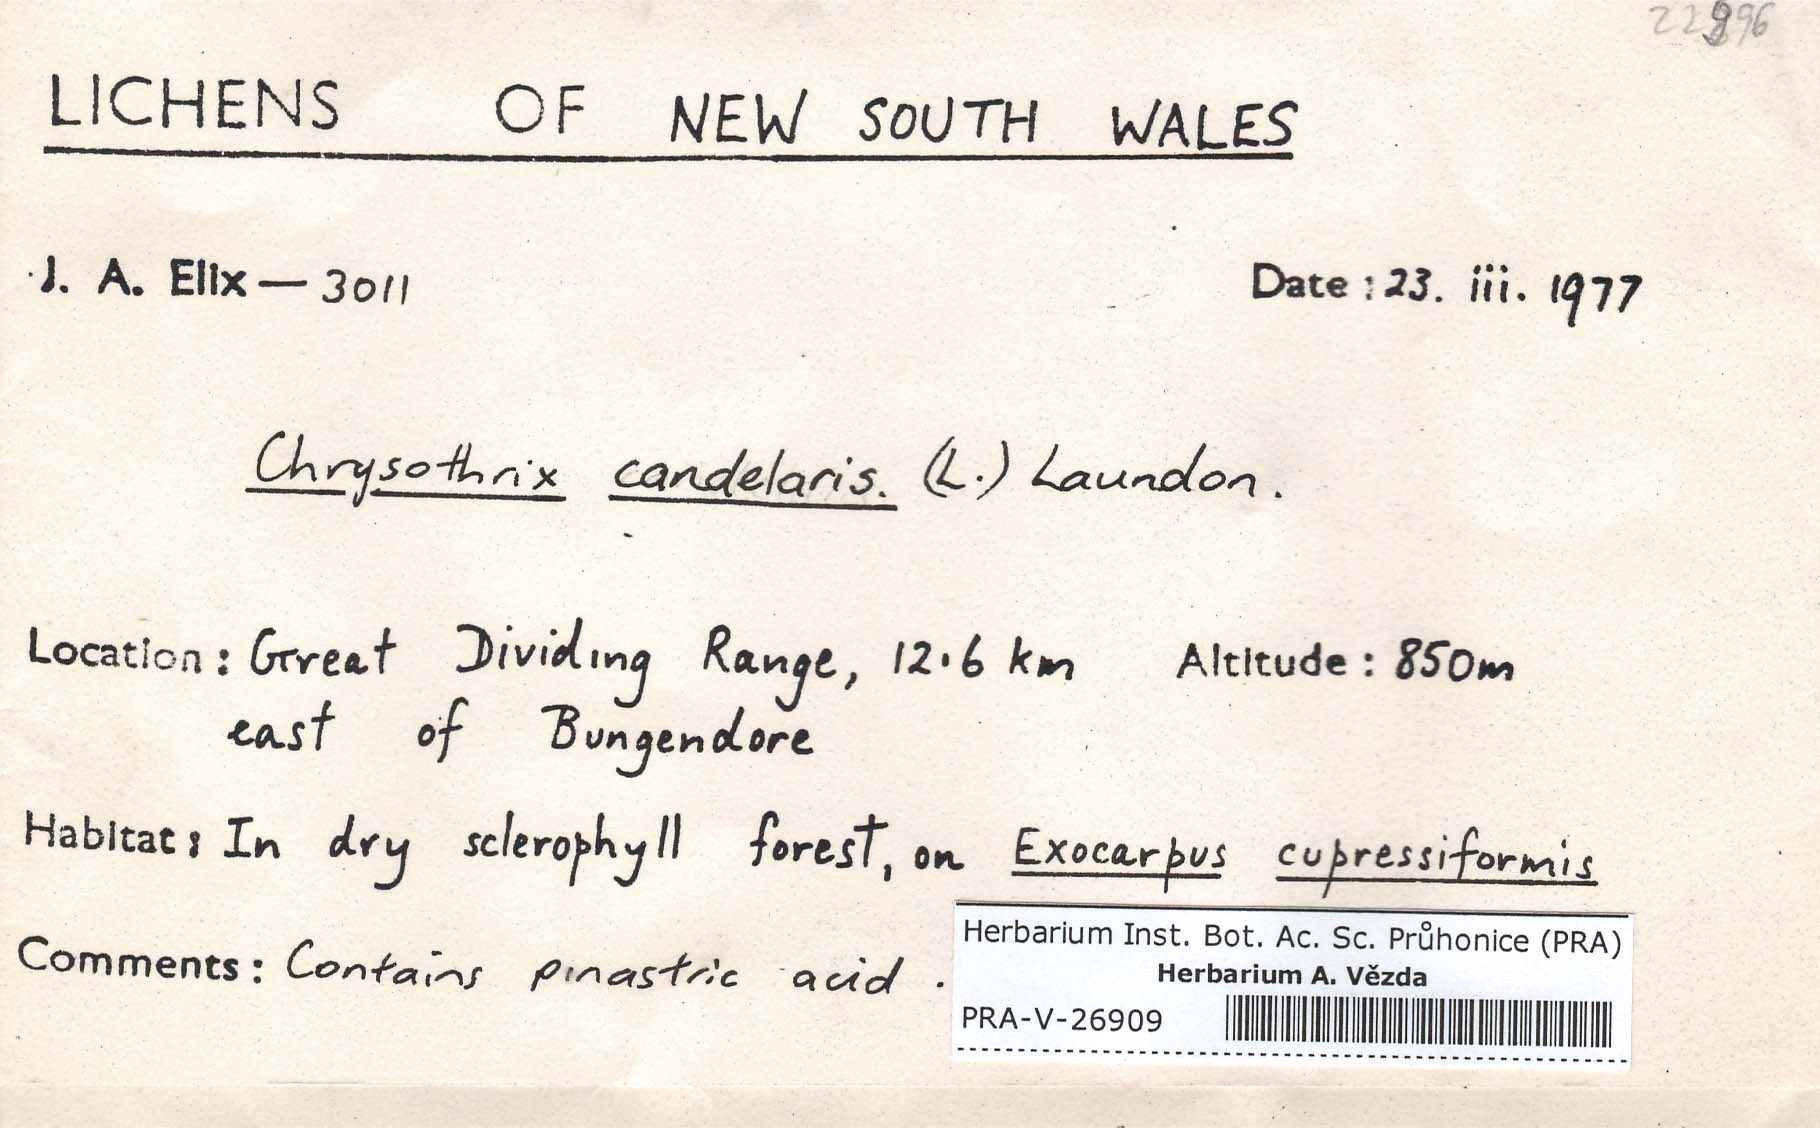 LICHENS OF NEW SOUTH WALES
J. A. Elix — 3011 Date : 23. iii. 1977
Chrysothrix candelaris. (L.) Laundon.
Location : Great Dividing Range, 12.6 km Altitude : 850m
east of Bungendore
Habitat : In dry sclerophyll forest, on Exocarpus cupressiformis
Comments : Contains pinastric acid .
Herbarium Inst. Bot. Ac. Sc. Průhonice (PRA)
Herbarium A. Vězda
PRA-V-26909